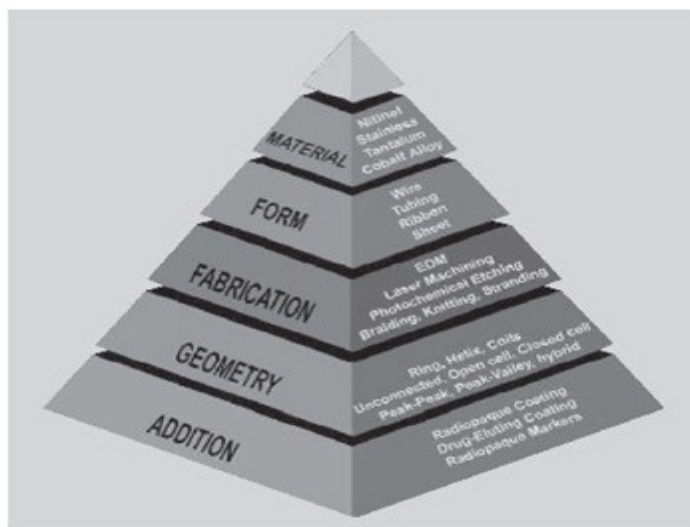 MATERIAL
Nitinol
Stainless
Tantalum
Cobalt Alloy
FORM
Wire
Tubing
Ribbon
Sheet
FABRICATION
EDM
Laser Machining
Photochemical Etching
Braiding, Knitting, Stranding
GEOMETRY
Ring, Helix, Coils
Unconnected, Open cell, Closed cell
Peak-Peak, Peak-Valley, hybrid
ADDITION
Radiopaque Coating
Drug-Eluting Coating
Radiopaque Markers